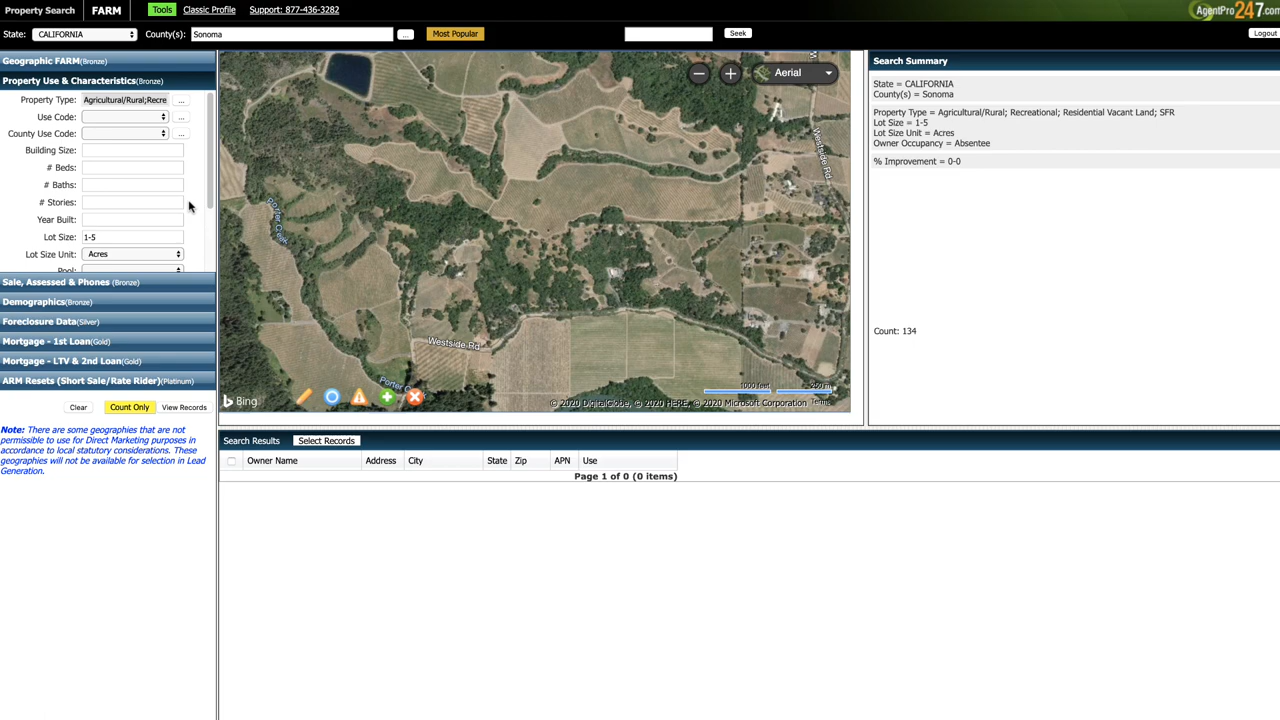 Property Search FARM Tools Classic Profile Support: 877-436-3282 AgentPro247.com
State: CALIFORNIA County(s): Sonoma ... Most Popular Seek Logout
Geographic FARM(Bronze)
Property Use & Characteristics(Bronze)
Property Type: Agricultural/Rural;Recre ...
Use Code: ...
County Use Code: ...
Building Size:
# Beds:
# Baths:
# Stories:
Year Built:
Lot Size: 1-5
Lot Size Unit: Acres
Sale, Assessed & Phones (Bronze)
Demographics(Bronze)
Foreclosure Data(Silver)
Mortgage - 1st Loan(Gold)
Mortgage - LTV & 2nd Loan(Gold)
ARM Resets (Short Sale/Rate Rider)(Platinum)
Clear Count Only View Records
Note: There are some geographies that are not
permissible to use for Direct Marketing purposes in
accordance to local statutory considerations. These
geographies will not be available for selection in Lead
Generation.
Aerial
Westside Rd
Porter Creek
Westside Rd
Porter
1000 feet 250 m
Bing
© 2020 DigitalGlobe, © 2020 HERE, © 2020 Microsoft Corporation Terms
Search Summary
State = CALIFORNIA
County(s) = Sonoma
Property Type = Agricultural/Rural; Recreational; Residential Vacant Land; SFR
Lot Size = 1-5
Lot Size Unit = Acres
Owner Occupancy = Absentee
% Improvement = 0-0
Count: 134
Search Results Select Records
Owner Name Address City State Zip APN Use
Page 1 of 0 (0 items)